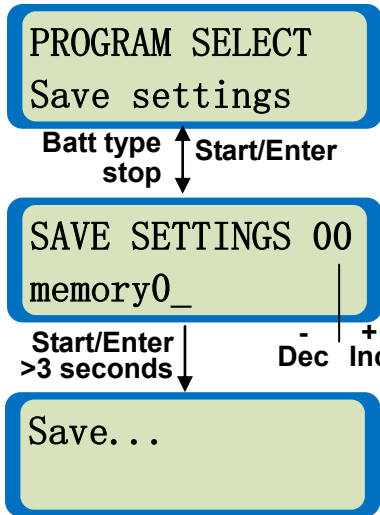 PROGRAM SELECT
Save settings
Batt type
stop
Start/Enter
SAVE SETTINGS 00
memory0_
Start/Enter
>3 seconds
- +
Dec Inc
Save...